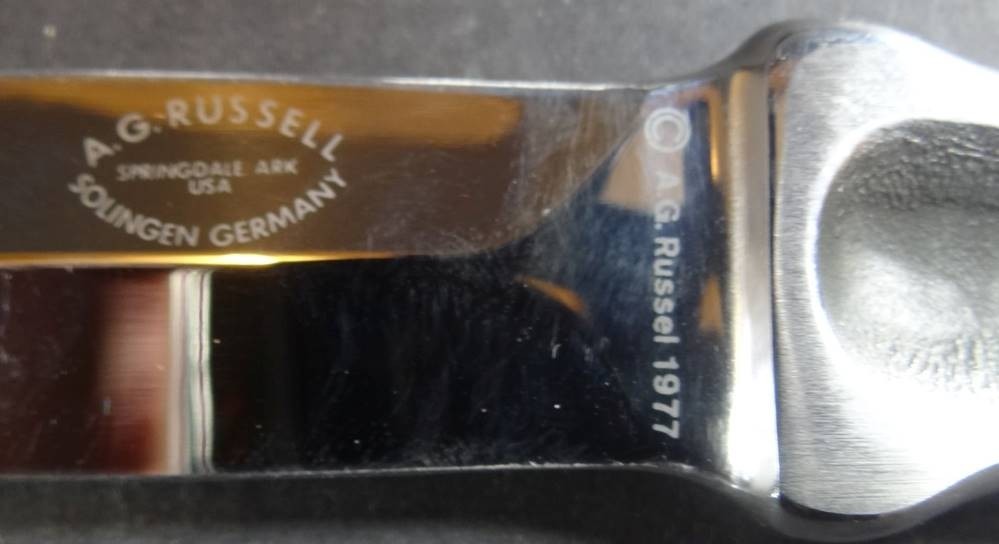 A.G. RUSSELL
SPRINGDALE ARK
USA
SOLINGEN GERMANY
© A.G. Russel 1977